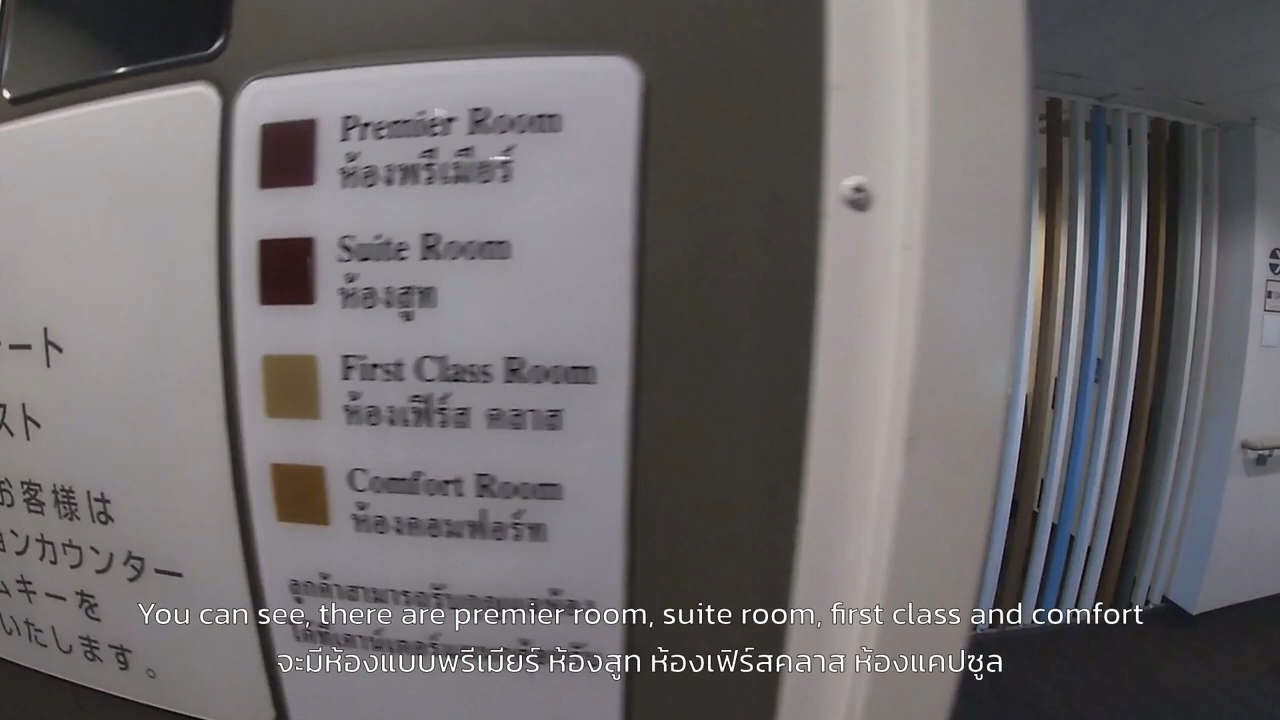 ート
スト
お客様は
ョンカウンター
ムキーを
いたします。
Premier Room
ห้องพรีเมียร์
Suite Room
ห้องสูท
First Class Room
ห้องเฟิร์ส คลาส
Comfort Room
ห้องคอมฟอร์ท
You can see, there are premier room, suite room, first class and comfort
จะมีห้องแบบพรีเมียร์ ห้องสูท ห้องเฟิร์สคลาส ห้องแคปซูล